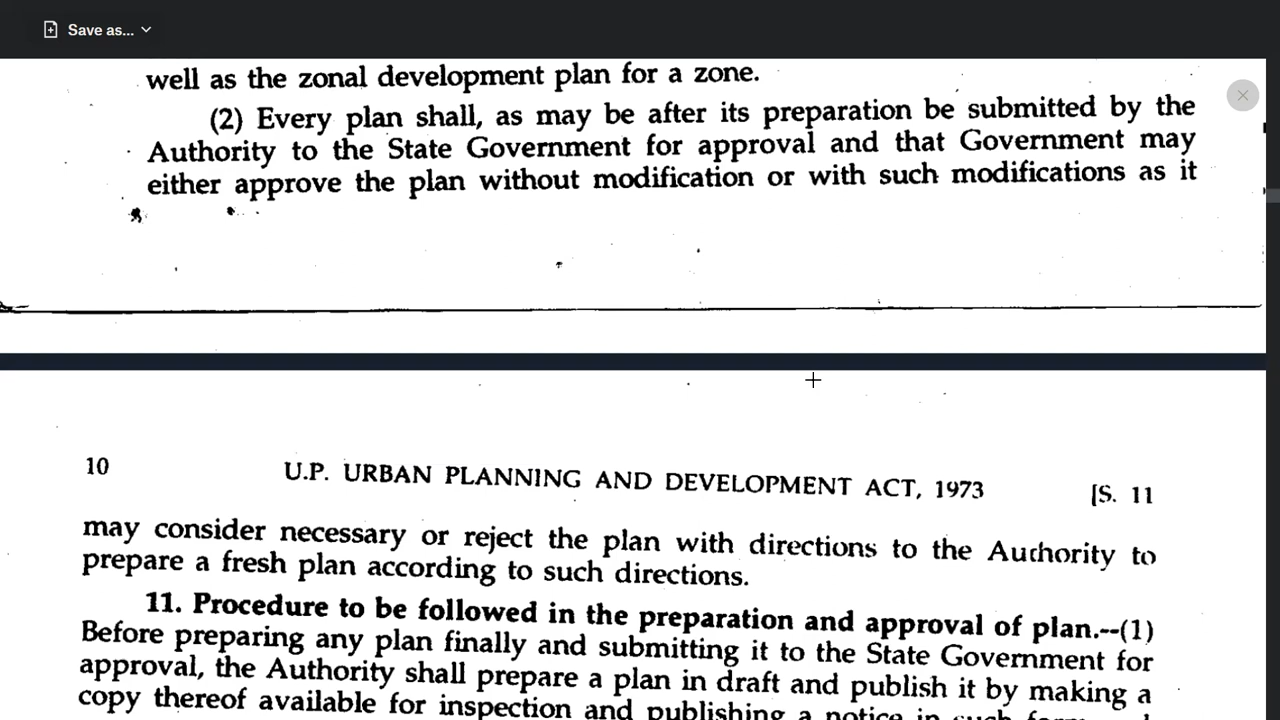 Save as...
well as the zonal development plan for a zone.
(2) Every plan shall, as may be after its preparation be submitted by the
Authority to the State Government for approval and that Government may
either approve the plan without modification or with such modifications as it
10 U.P. URBAN PLANNING AND DEVELOPMENT ACT, 1973 [S. 11
may consider necessary or reject the plan with directions to the Authority to
prepare a fresh plan according to such directions.
11. Procedure to be followed in the preparation and approval of plan.--(1)
Before preparing any plan finally and submitting it to the State Government for
approval, the Authority shall prepare a plan in draft and publish it by making a
copy thereof available for inspection and publishing a notice in such